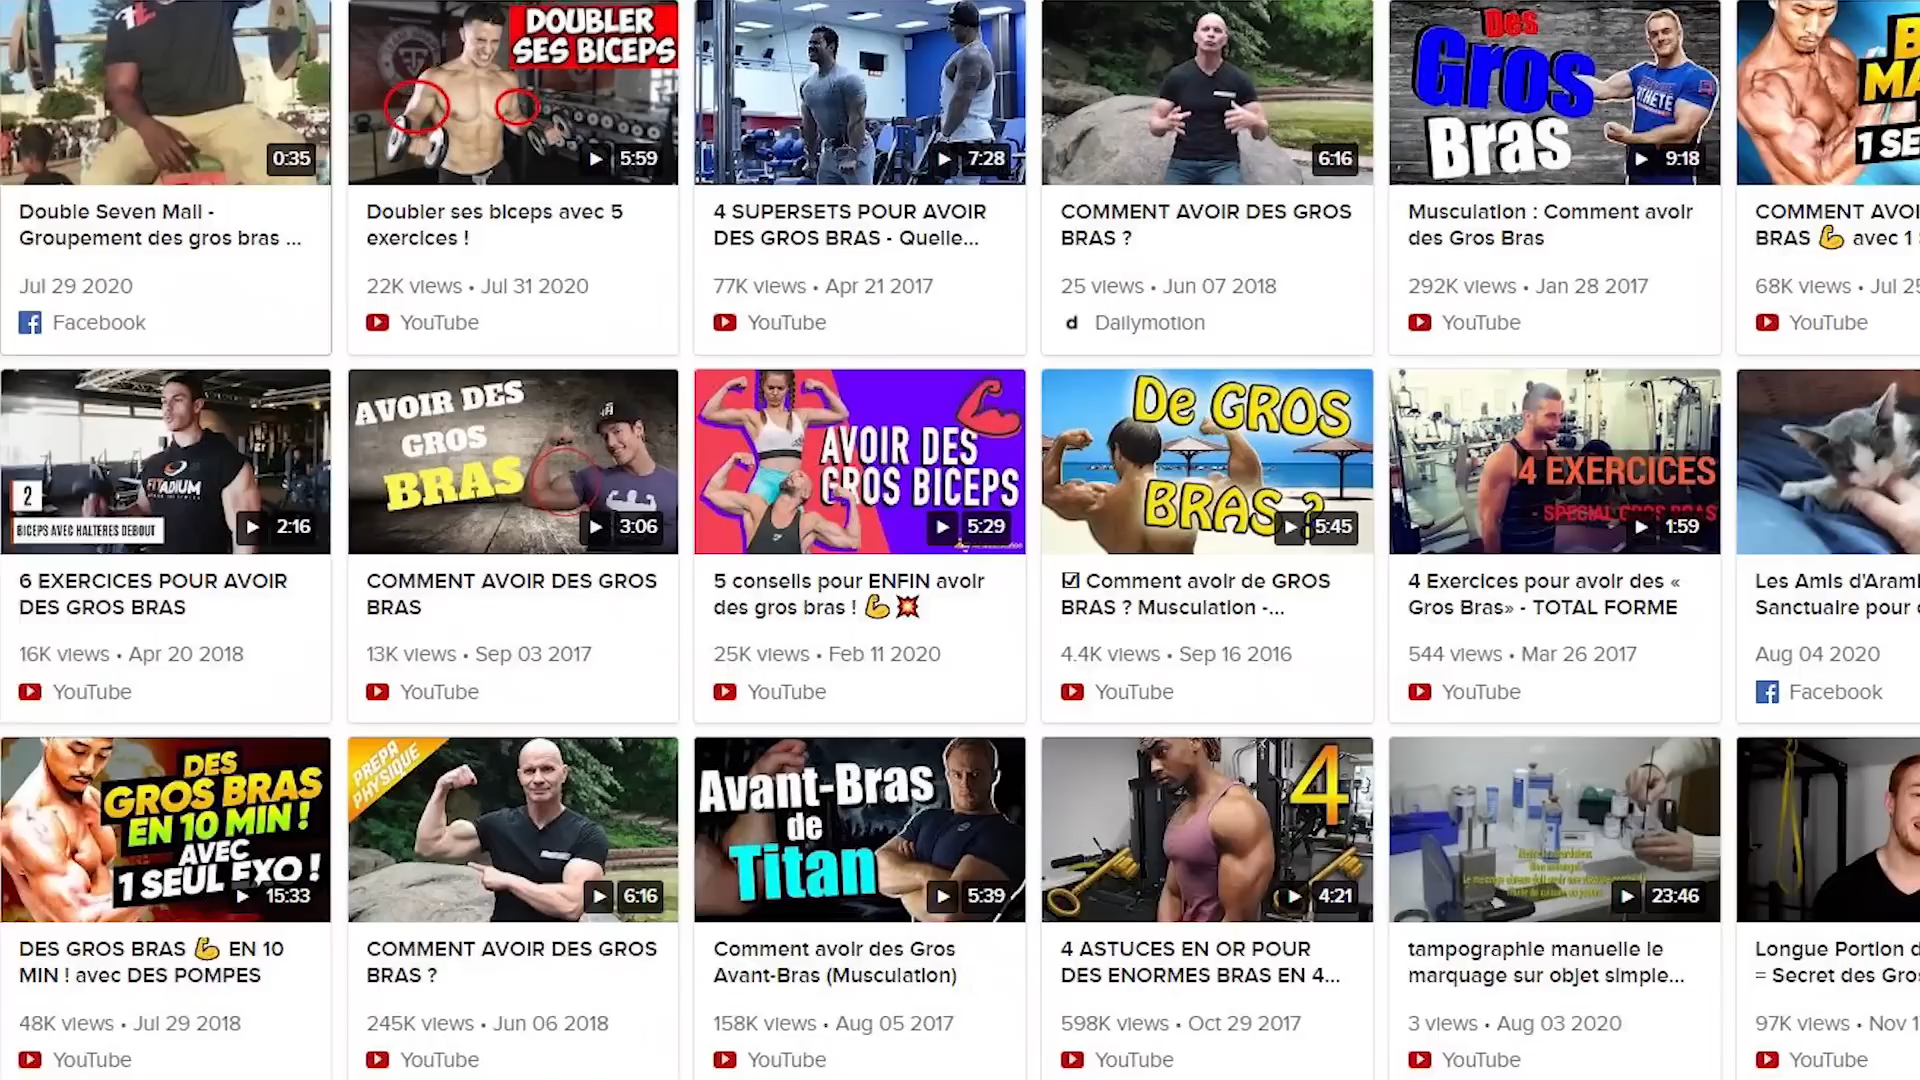 0:35
DOUBLER
SES BICEPS
5:59
7:28
6:16
Des
Gros
Bras
9:18
1 SE
Double Seven Mall -
Groupement des gros bras ...
Jul 29 2020
Facebook
Doubler ses biceps avec 5
exercices !
22K views • Jul 31 2020
YouTube
4 SUPERSETS POUR AVOIR
DES GROS BRAS - Quelle...
77K views • Apr 21 2017
YouTube
COMMENT AVOIR DES GROS
BRAS ?
25 views • Jun 07 2018
d Dailymotion
Musculation : Comment avoir
des Gros Bras
292K views • Jan 28 2017
YouTube
COMMENT AVOI
BRAS 💪 avec 1
68K views • Jul 25
YouTube
FITADIUM
2
BICEPS AVEC HALTERES DEBOUT
2:16
AVOIR DES
GROS
BRAS
3:06
AVOIR DES
GROS BICEPS
5:29
De GROS
BRAS ?
5:45
4 EXERCICES
- SPECIAL GROS BRAS
1:59
6 EXERCICES POUR AVOIR
DES GROS BRAS
16K views • Apr 20 2018
YouTube
COMMENT AVOIR DES GROS
BRAS
13K views • Sep 03 2017
YouTube
5 conseils pour ENFIN avoir
des gros bras ! 💪 💥
25K views • Feb 11 2020
YouTube
☑ Comment avoir de GROS
BRAS ? Musculation -...
4.4K views • Sep 16 2016
YouTube
4 Exercices pour avoir des «
Gros Bras» - TOTAL FORME
544 views • Mar 26 2017
YouTube
Les Amis d'Aram
Sanctuaire pour
Aug 04 2020
Facebook
DES
GROS BRAS
EN 10 MIN !
AVEC
1 SEUL EXO !
15:33
PREPA
PHYSIQUE
6:16
Avant-Bras
de
Titan
5:39
4
4:21
23:46
DES GROS BRAS 💪 EN 10
MIN ! avec DES POMPES
48K views • Jul 29 2018
YouTube
COMMENT AVOIR DES GROS
BRAS ?
245K views • Jun 06 2018
YouTube
Comment avoir des Gros
Avant-Bras (Musculation)
158K views • Aug 05 2017
YouTube
4 ASTUCES EN OR POUR
DES ENORMES BRAS EN 4...
598K views • Oct 29 2017
YouTube
tampographie manuelle le
marquage sur objet simple...
3 views • Aug 03 2020
YouTube
Longue Portion d
= Secret des Gros
97K views • Nov 1
YouTube